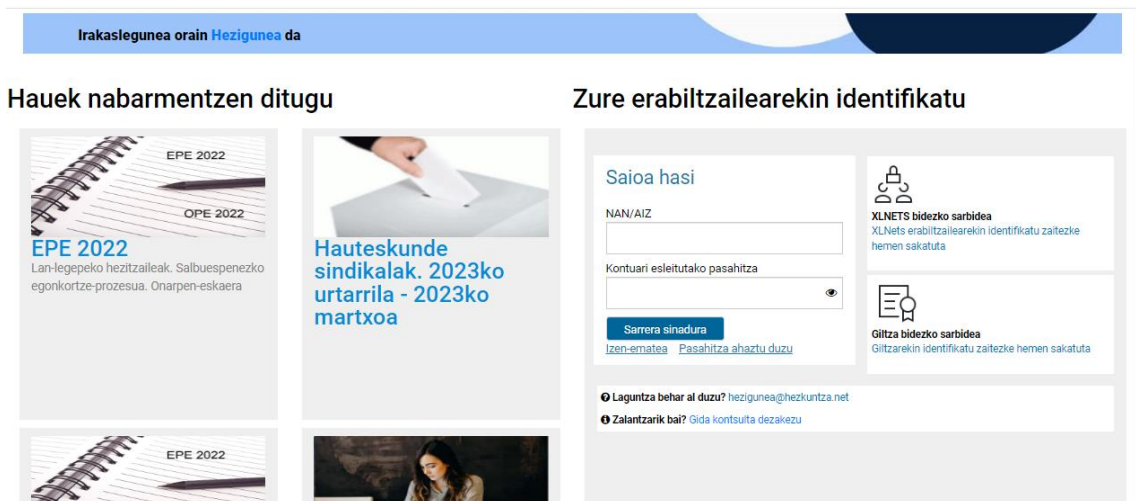 Irakaslegunea orain Hezigunea da
Hauek nabarmentzen ditugu
EPE 2022
OPE 2022
EPE 2022
Lan-legepeko hezitzaileak. Salbuespenezko
egonkortze-prozesua. Onarpen-eskaera
Hauteskunde
sindikalak. 2023ko
urtarrila - 2023ko
martxoa
EPE 2022
Zure erabiltzailearekin identifikatu
Saioa hasi
NAN/AIZ
Kontuari esleitutako pasahitza
Sarrera sinadura
Izen-ematea Pasahitza ahaztu duzu
XLNETS bidezko sarbidea
XLNets erabiltzailearekin identifikatu zaitezke
hemen sakatuta
Giltza bidezko sarbidea
Giltzarekin identifikatu zaitezke hemen sakatuta
Laguntza behar al duzu? hezigunea@hezkuntza.net
Zalantzarik bai? Gida kontsulta dezakezu